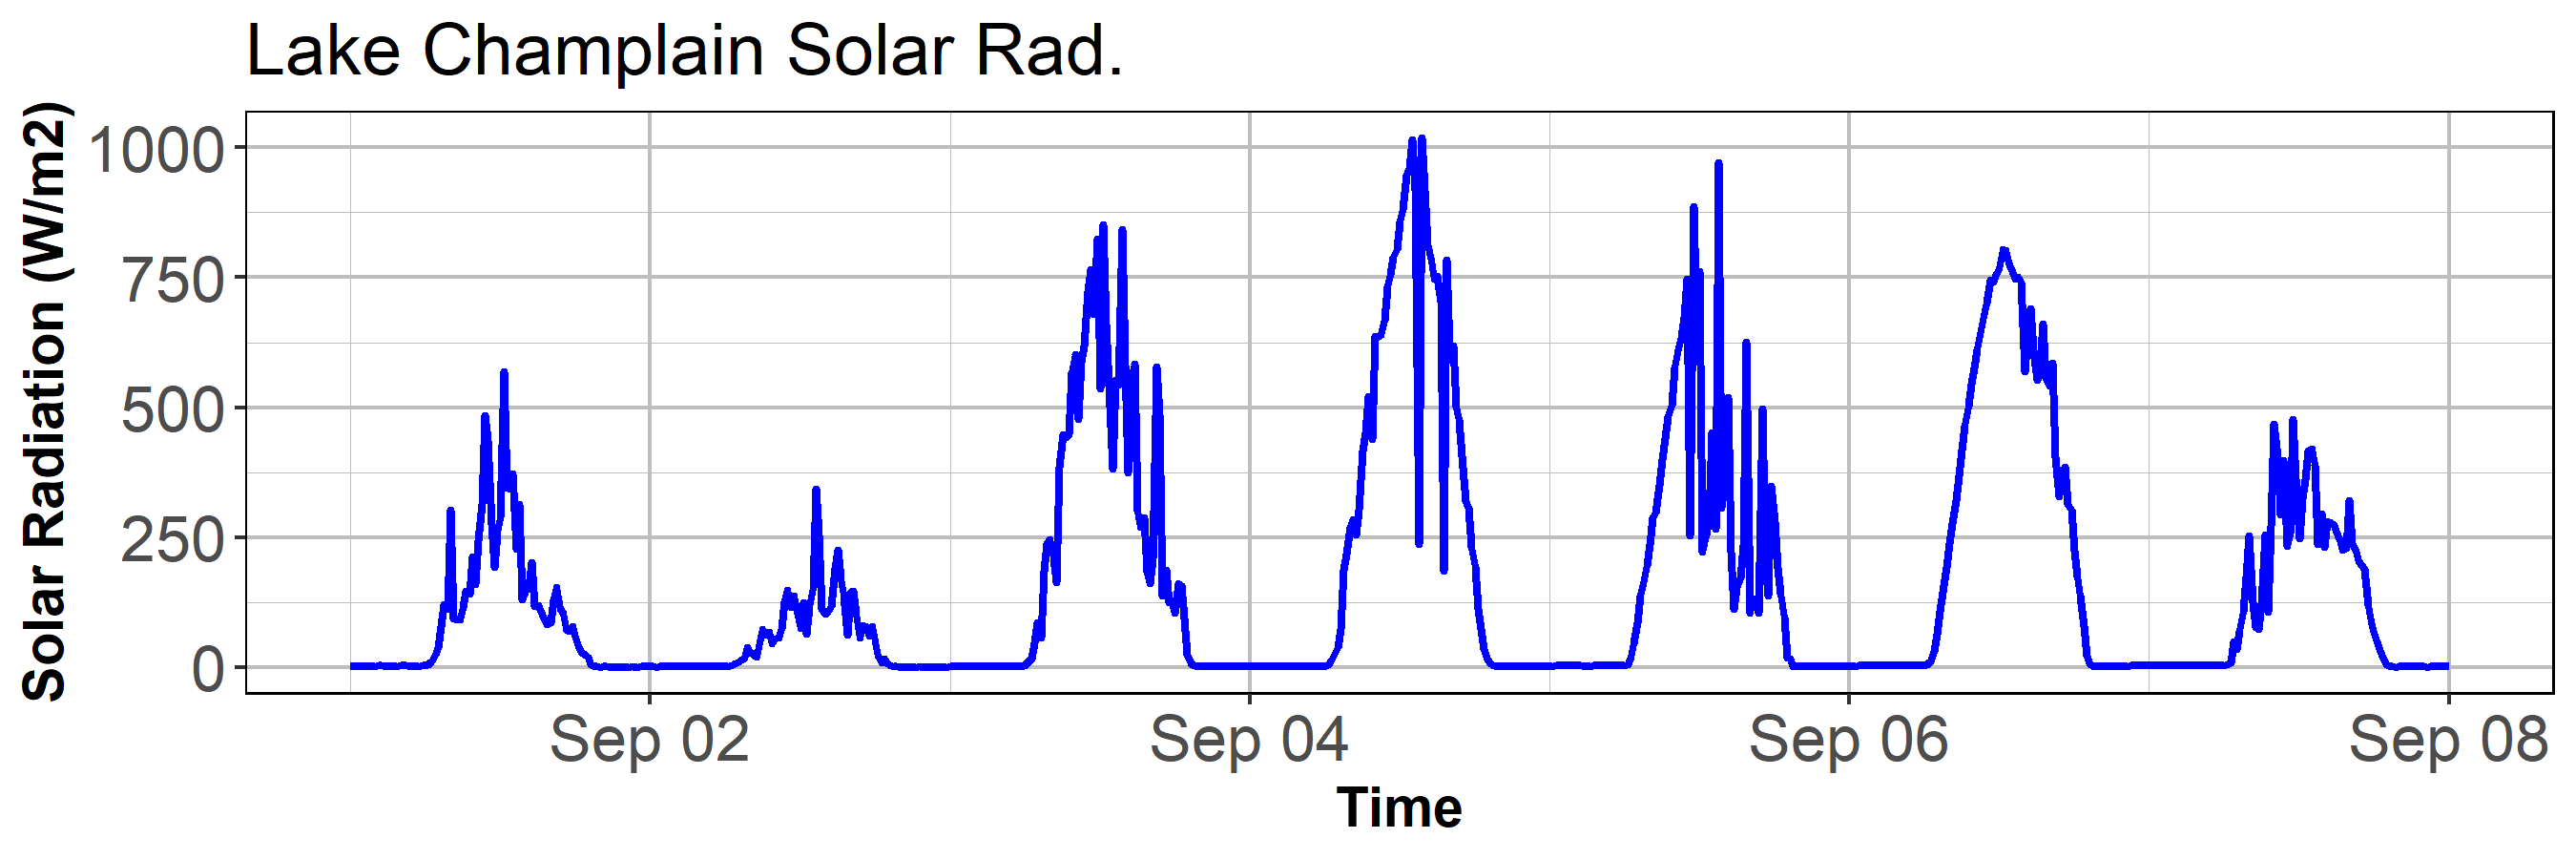 Lake Champlain Solar Rad.
Solar Radiation (W/m2)
1000
750
500
250
0
Sep 02 Sep 04 Sep 06 Sep 08
Time